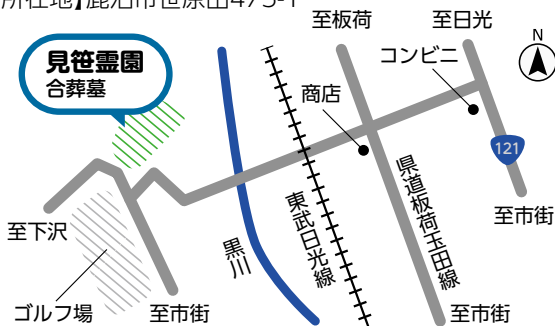 所在地】鹿沼市笹原田473-1
至板荷
至日光
N
見笹霊園
合葬墓
コンビニ
商店
121
至下沢
黒川
東武日光線
県道板荷玉田線
至市街
ゴルフ場
至市街
至市街